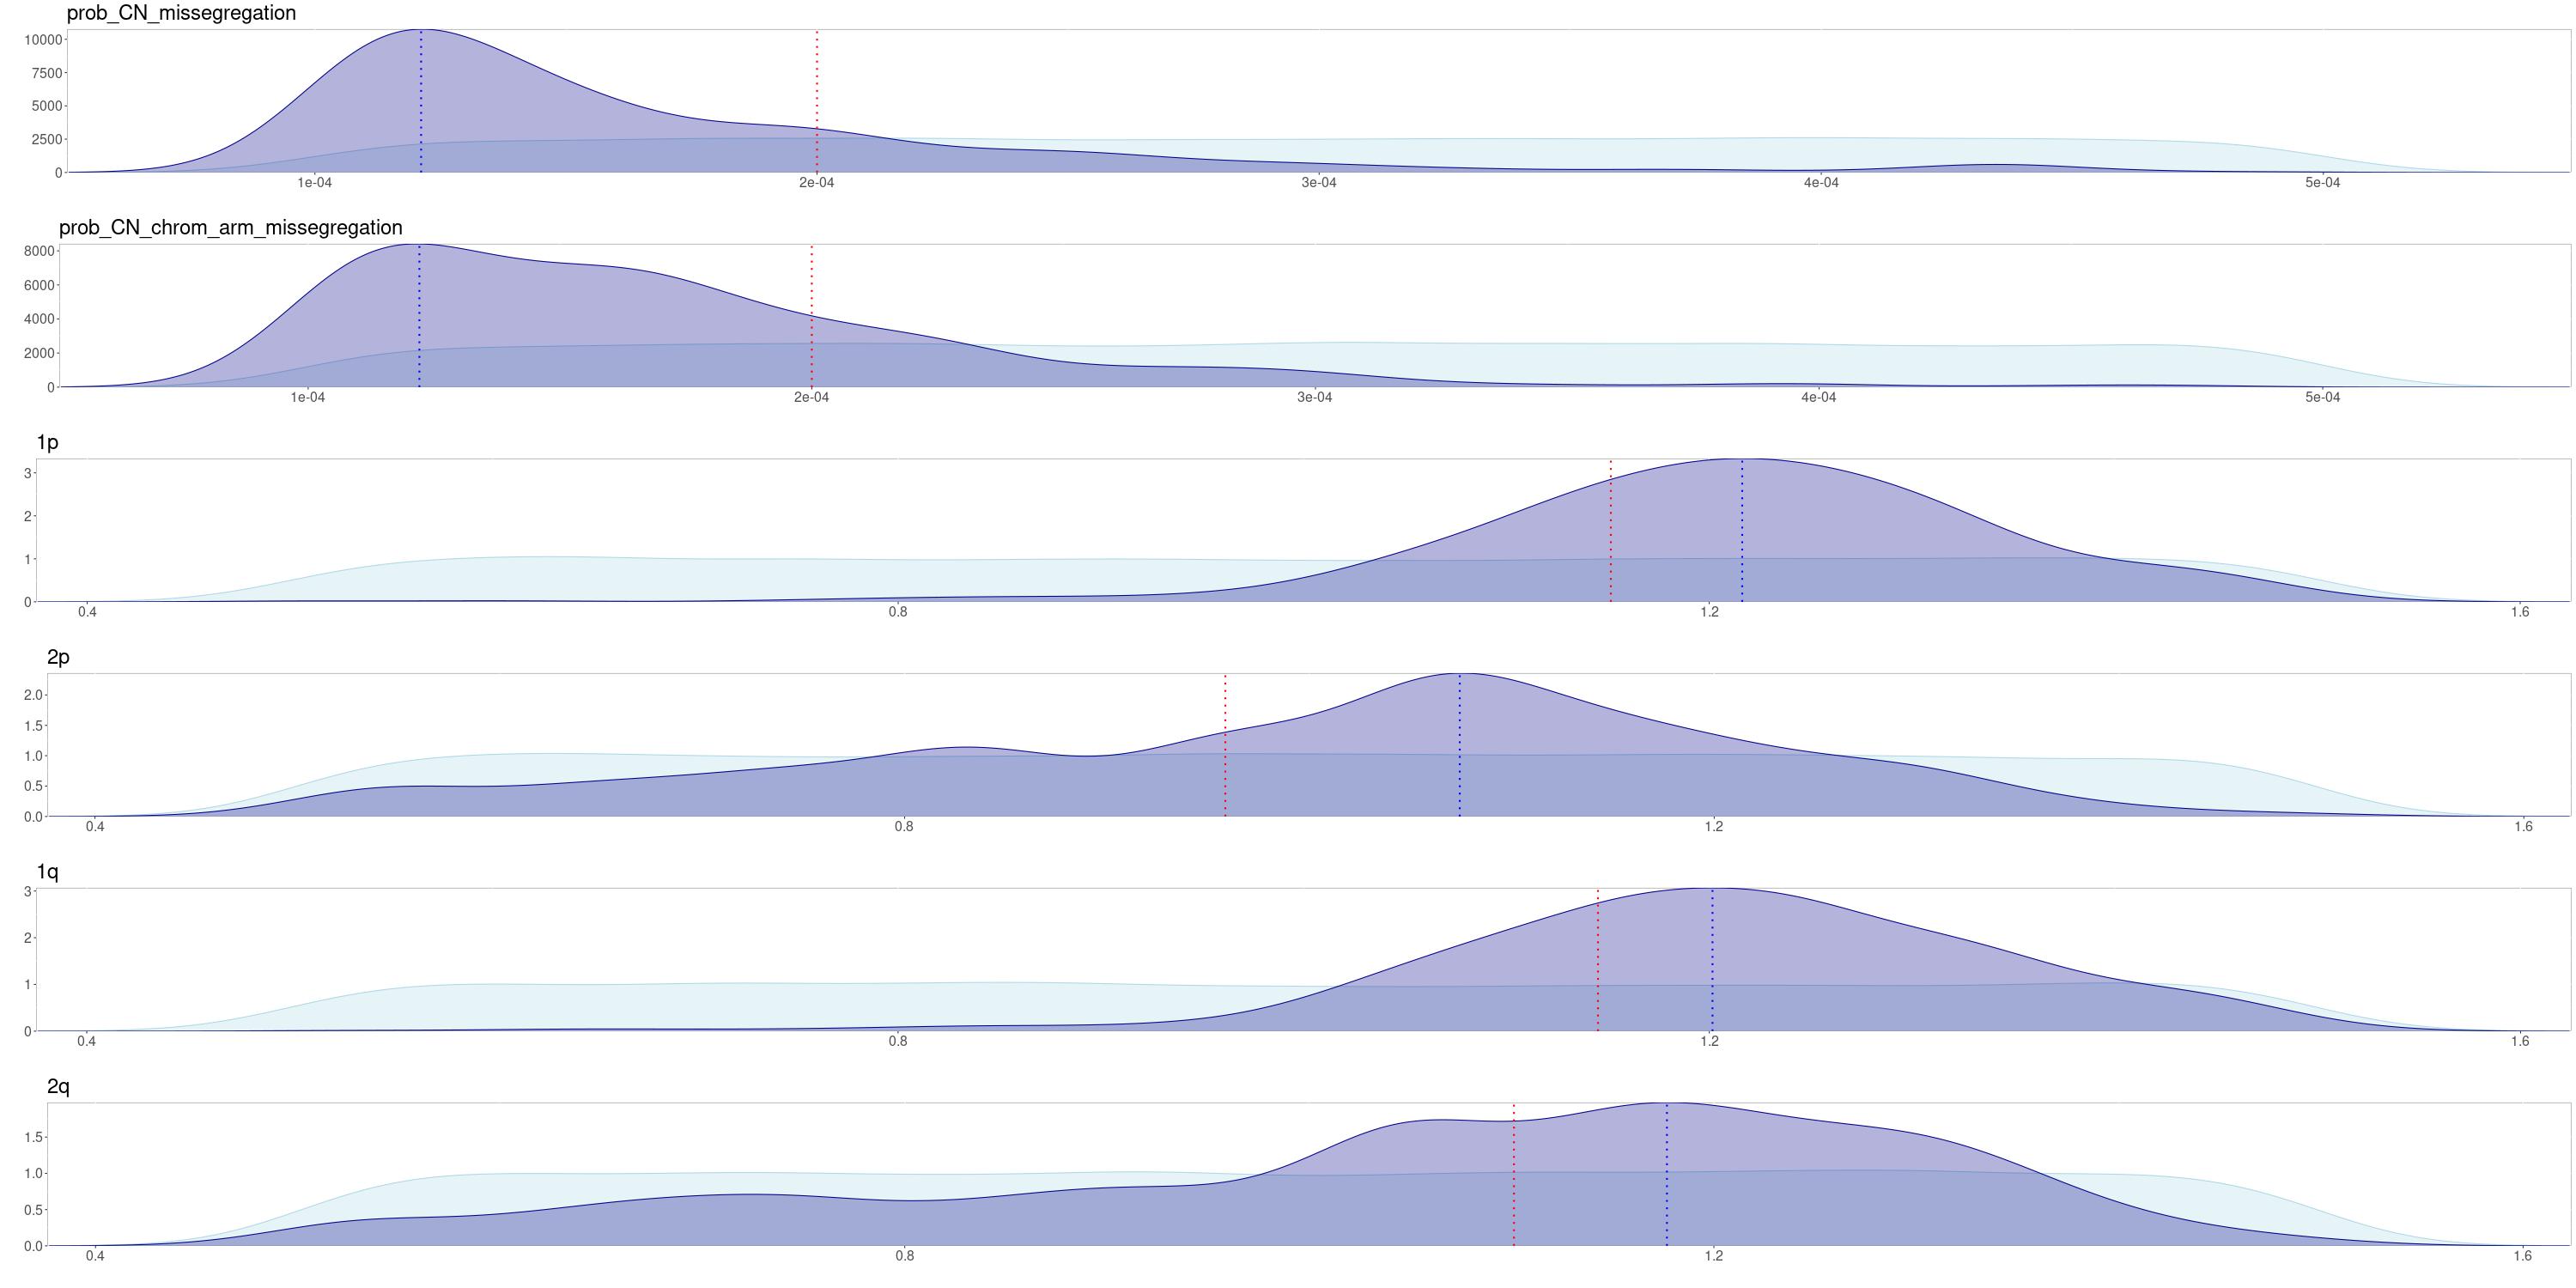 prob_CN_missegregation
10000
7500
5000
2500
0
1e-04 2e-04 3e-04 4e-04 5e-04
prob_CN_chrom_arm_missegregation
8000
6000
4000
2000
0
1e-04 2e-04 3e-04 4e-04 5e-04
1p
3
2
1
0
0.4 0.8 1.2 1.6
2p
2.0
1.5
1.0
0.5
0.0
0.4 0.8 1.2 1.6
1q
3
2
1
0
0.4 0.8 1.2 1.6
2q
1.5
1.0
0.5
0.0
0.4 0.8 1.2 1.6